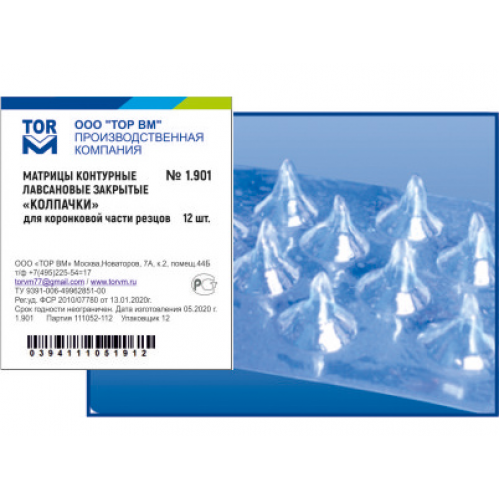 TOR VM
ООО "ТОР ВМ"
ПРОИЗВОДСТВЕННАЯ
КОМПАНИЯ
МАТРИЦЫ КОНТУРНЫЕ № 1.901
ЛАВСАНОВЫЕ ЗАКРЫТЫЕ
«КОЛПАЧКИ»
для коронковой части резцов 12 шт.
ООО «ТОР ВМ» Москва,Новаторов, 7А, к.2, помещ.44Б
т/ф +7(495)225-54=17
torvm77@gmail.com / www.torvm.ru
ТУ 9391-006-49962851-00
Рег.уд. ФСР 2010/07780 от 13.01.2020г.
Срок годности неограничен. Дата изготовления 05.2020 г.
1.901 Партия 111052-112 Упаковщик 12
0394111051912